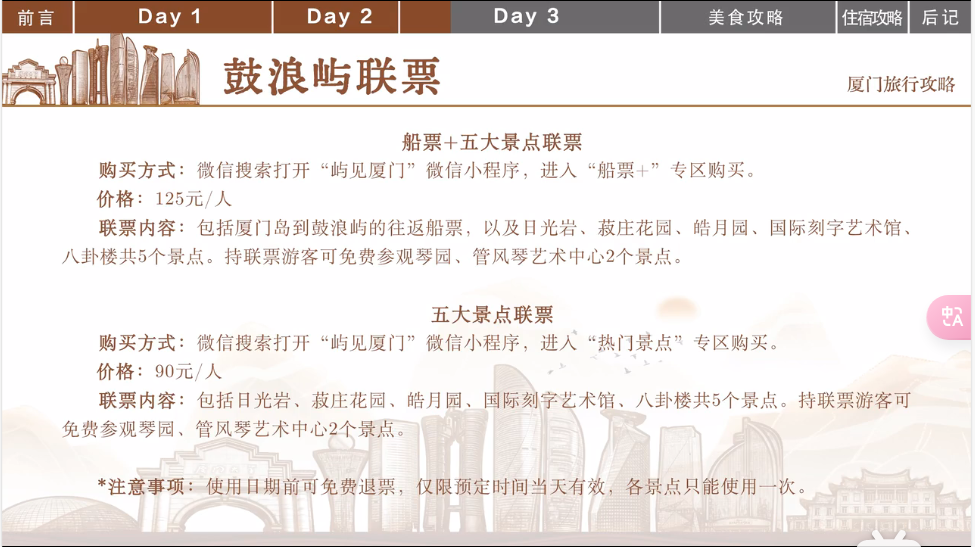 前言 Day 1 Day 2 Day 3 美食攻略 住宿攻略 后记
鼓浪屿联票
厦门旅行攻略
船票+五大景点联票
购买方式：微信搜索打开“屿见厦门”微信小程序，进入“船票+”专区购买。
价格：125元/人
联票内容：包括厦门岛到鼓浪屿的往返船票，以及日光岩、菽庄花园、皓月园、国际刻字艺术馆、
八卦楼共5个景点。持联票游客可免费参观琴园、管风琴艺术中心2个景点。
五大景点联票
购买方式：微信搜索打开“屿见厦门”微信小程序，进入“热门景点”专区购买。
价格：90元/人
联票内容：包括日光岩、菽庄花园、皓月园、国际刻字艺术馆、八卦楼共5个景点。持联票游客可
免费参观琴园、管风琴艺术中心2个景点。
*注意事项：使用日期前可免费退票，仅限预定时间当天有效，各景点只能使用一次。
中A